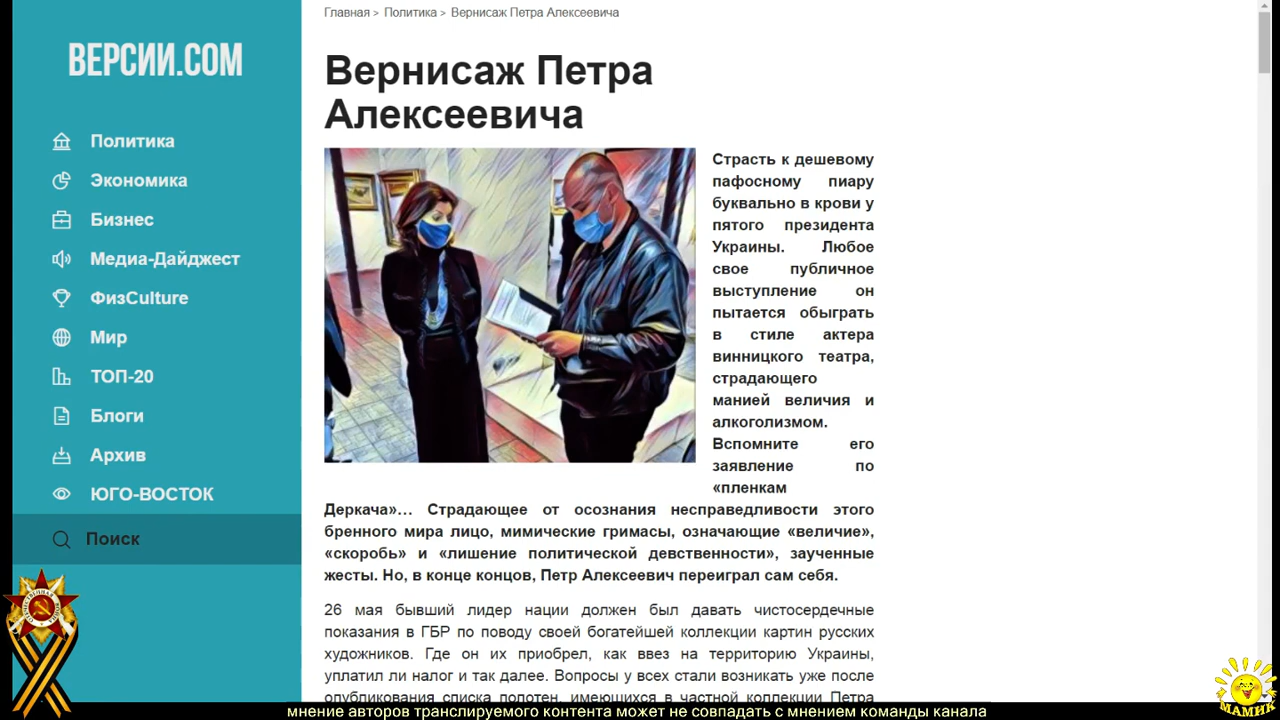 ВЕРСИИ.COM
Политика
Экономика
Бизнес
Медиа-Дайджест
ФизCulture
Мир
ТОП-20
Блоги
Архив
ЮГО-ВОСТОК
Поиск
Главная > Политика > Вернисаж Петра Алексеевича
Вернисаж Петра
Алексеевича
Страсть к дешевому
пафосному пиару
буквально в крови у
пятого президента
Украины. Любое
свое публичное
выступление он
пытается обыграть
в стиле актера
винницкого театра,
страдающего
манией величия и
алкоголизмом.
Вспомните его
заявление по
«пленкам
Деркача»… Страдающее от осознания несправедливости этого
бренного мира лицо, мимические гримасы, означающие «величие»,
«скоробь» и «лишение политической девственности», заученные
жесты. Но, в конце концов, Петр Алексеевич переиграл сам себя.
26 мая бывший лидер нации должен был давать чистосердечные
показания в ГБР по поводу своей богатейшей коллекции картин русских
художников. Где он их приобрел, как ввез на территорию Украины,
уплатил ли налог и так далее. Вопросы у всех стали возникать уже после
опубликования списка полотен, имеющихся в частной коллекции Петра
МАМИК
мнение авторов транслируемого контента может не совпадать с мнением команды канала